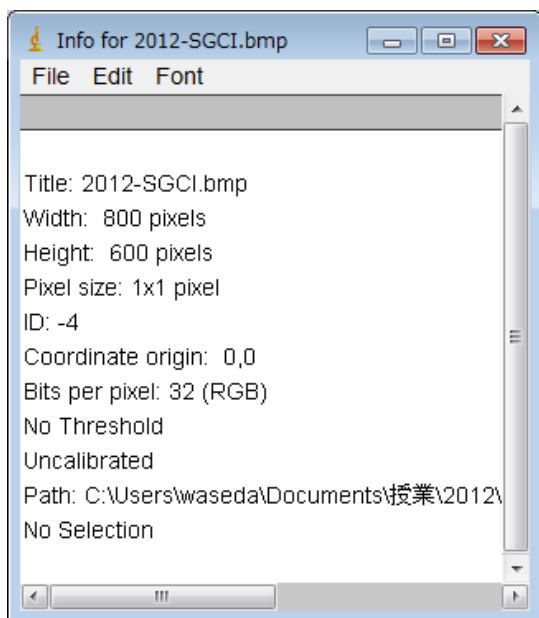 Info for 2012-SGCI.bmp
File Edit Font
Title: 2012-SGCI.bmp
Width: 800 pixels
Height: 600 pixels
Pixel size: 1x1 pixel
ID: -4
Coordinate origin: 0,0
Bits per pixel: 32 (RGB)
No Threshold
Uncalibrated
Path: C:\Users\waseda\Documents\授業\2012\
No Selection